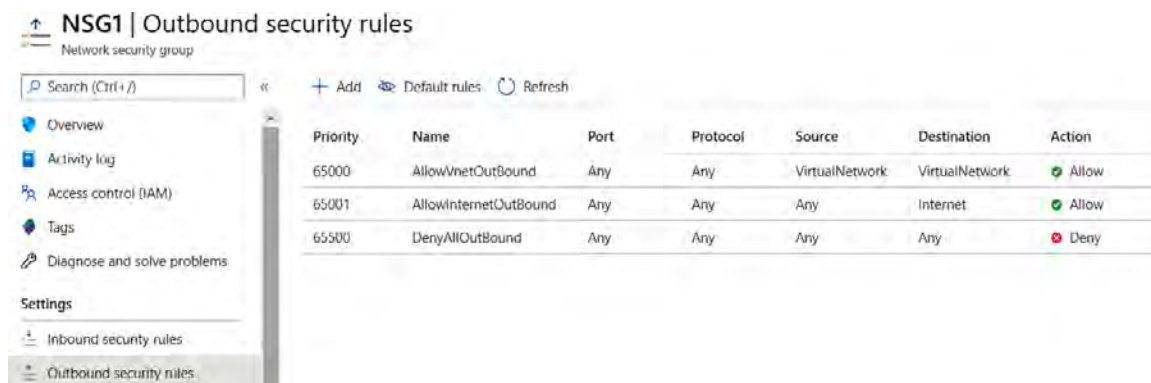 NSG1 | Outbound security rules
Network security group
Search (Ctrl+/)
«
+ Add Default rules Refresh
Overview
Activity log
Access control (IAM)
Tags
Diagnose and solve problems
Settings
Inbound security rules
Outbound security rules
Priority Name Port Protocol Source Destination Action
65000 AllowVnetOutBound Any Any VirtualNetwork VirtualNetwork Allow
65001 AllowInternetOutBound Any Any Any Internet Allow
65500 DenyAllOutBound Any Any Any Any Deny